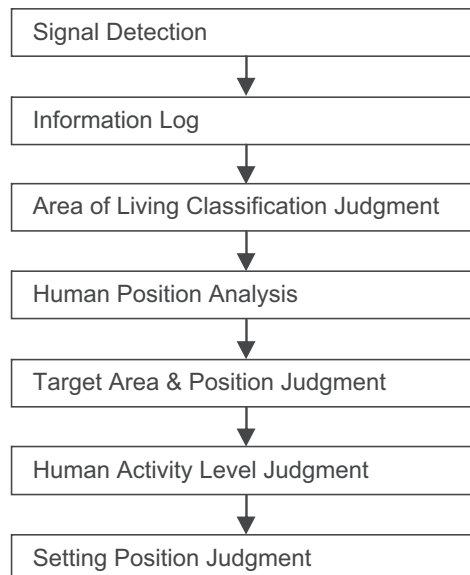 Signal Detection
Information Log
Area of Living Classification Judgment
Human Position Analysis
Target Area & Position Judgment
Human Activity Level Judgment
Setting Position Judgment